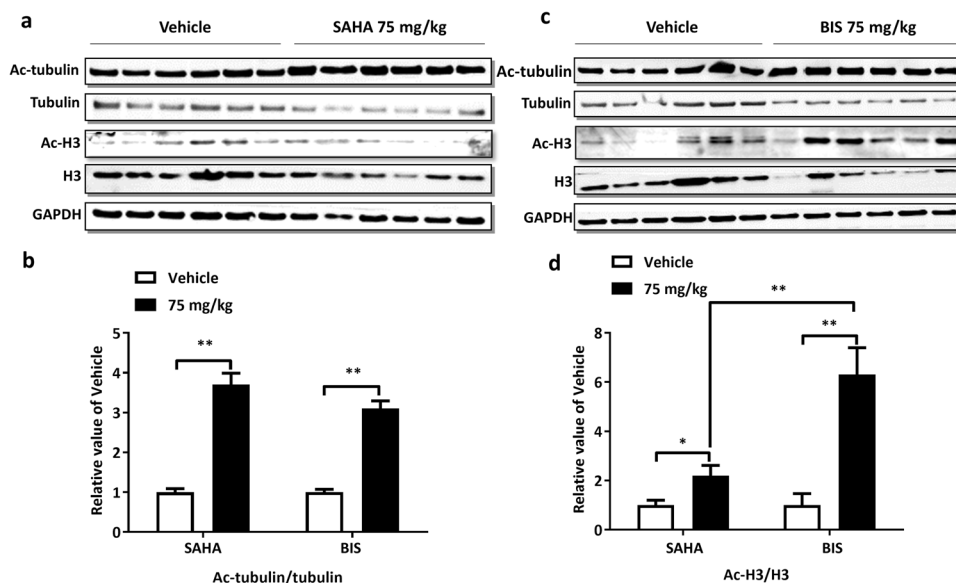 a
Vehicle SAHA 75 mg/kg
Ac-tubulin
Tubulin
Ac-H3
H3
GAPDH
c
Vehicle BIS 75 mg/kg
Ac-tubulin
Tubulin
Ac-H3
H3
GAPDH
b
Vehicle
75 mg/kg
Relative value of Vehicle
5
4
3
2
1
0
**
**
SAHA BIS
Ac-tubulin/tubulin
d
Vehicle
75 mg/kg
Relative value of Vehicle
8
6
4
2
0
**
**
*
SAHA BIS
Ac-H3/H3